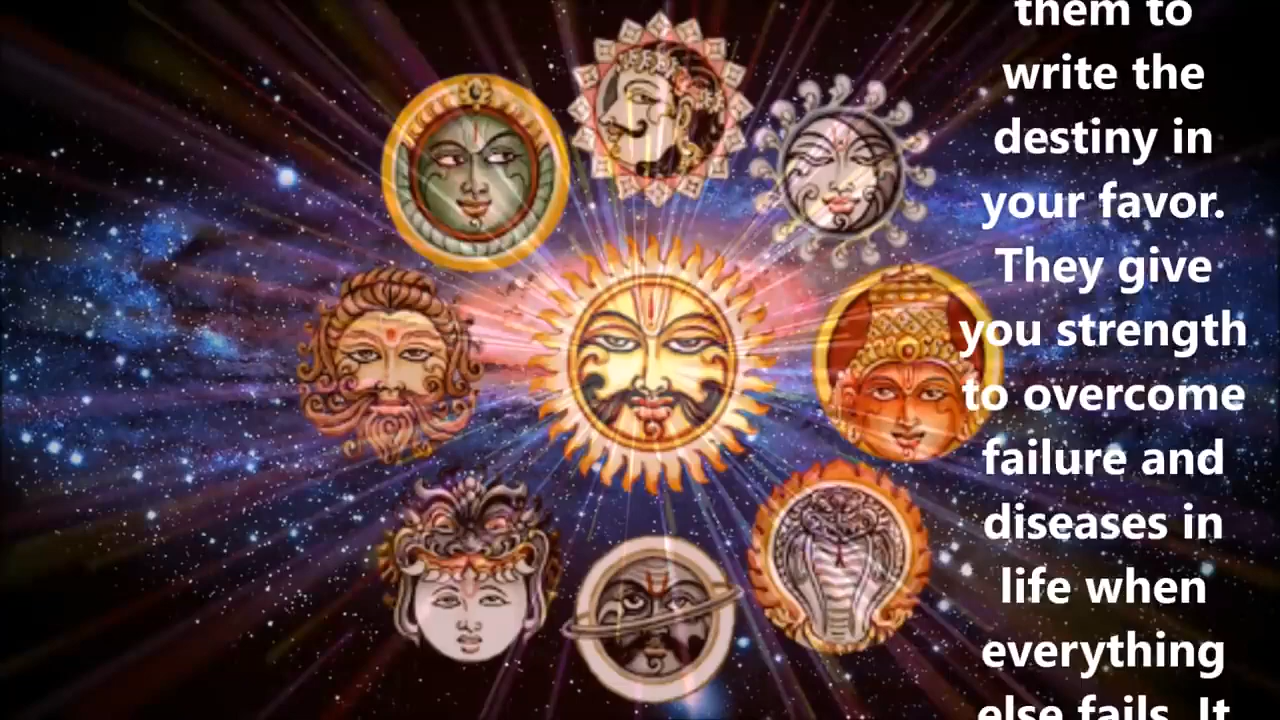 them to
write the
destiny in
your favor.
They give
you strength
to overcome
failure and
diseases in
life when
everything
else fails. It